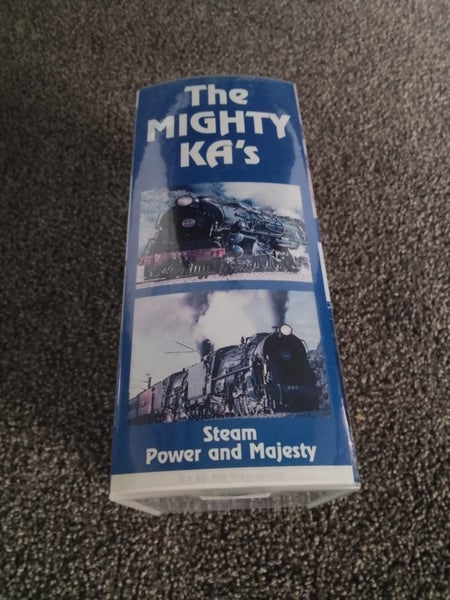 The
MIGHTY
KA's
Steam
Power and Majesty